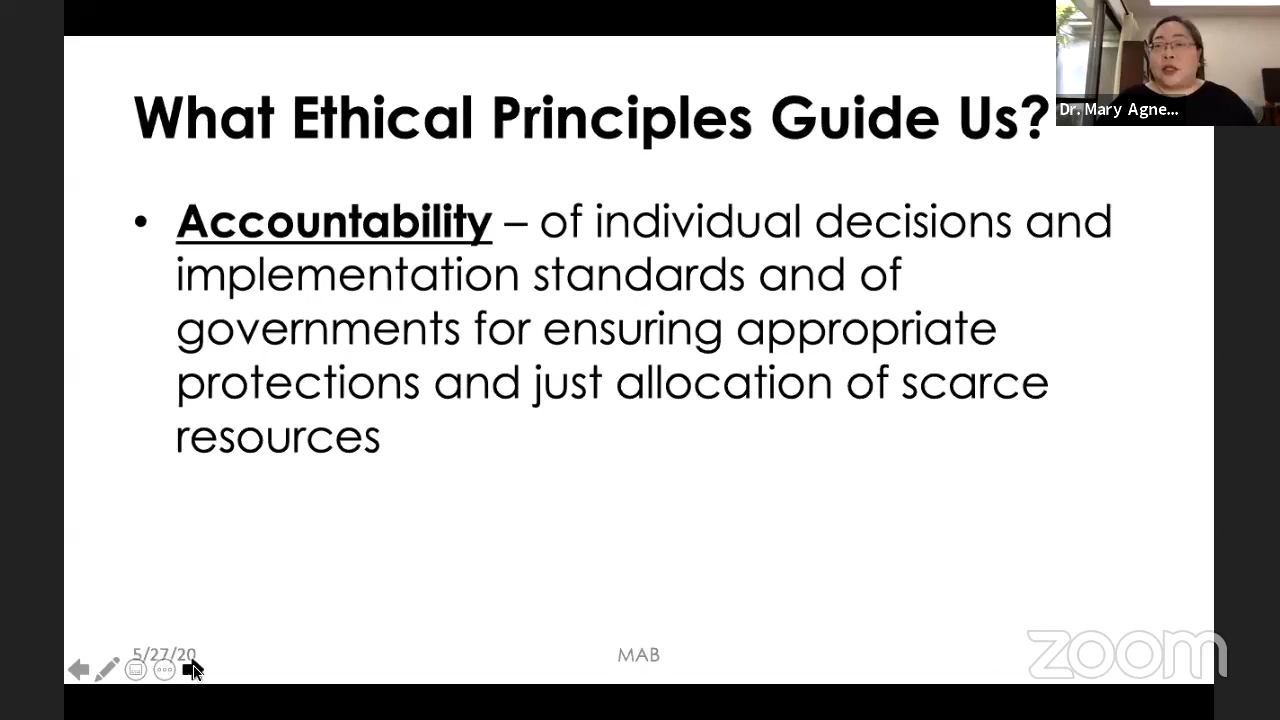 What Ethical Principles Guide Us?
Dr. Mary Agne...
• Accountability – of individual decisions and
implementation standards and of
governments for ensuring appropriate
protections and just allocation of scarce
resources
5/27/20
MAB
zoom